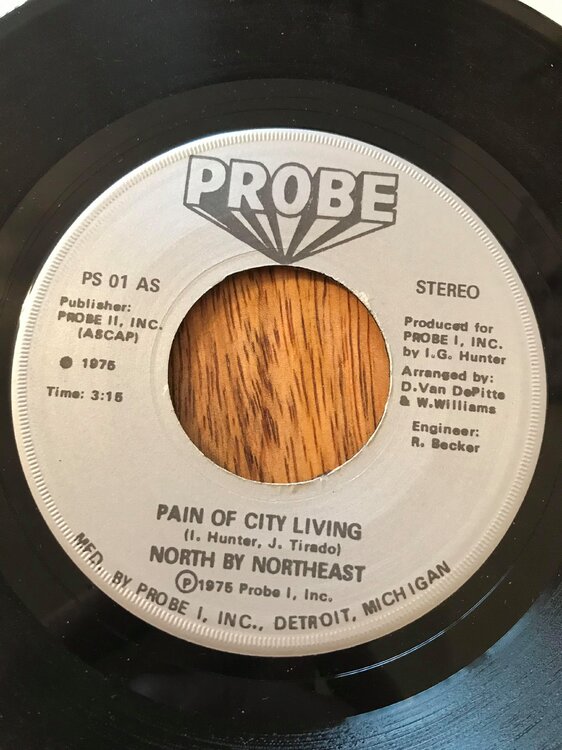 PROBE
PS 01 AS
Publisher:
PROBE II, INC.
(ASCAP)
● 1975
Time: 3:15
STEREO
Produced for
PROBE I, INC.
by I.G. Hunter
Arranged by:
D.Van DePitte
& W.Williams
Engineer:
R. Becker
PAIN OF CITY LIVING
(I. Hunter, J. Tirado)
NORTH BY NORTHEAST
Ⓟ1975 Probe I, Inc.
MFD. BY PROBE I, INC., DETROIT, MICHIGAN